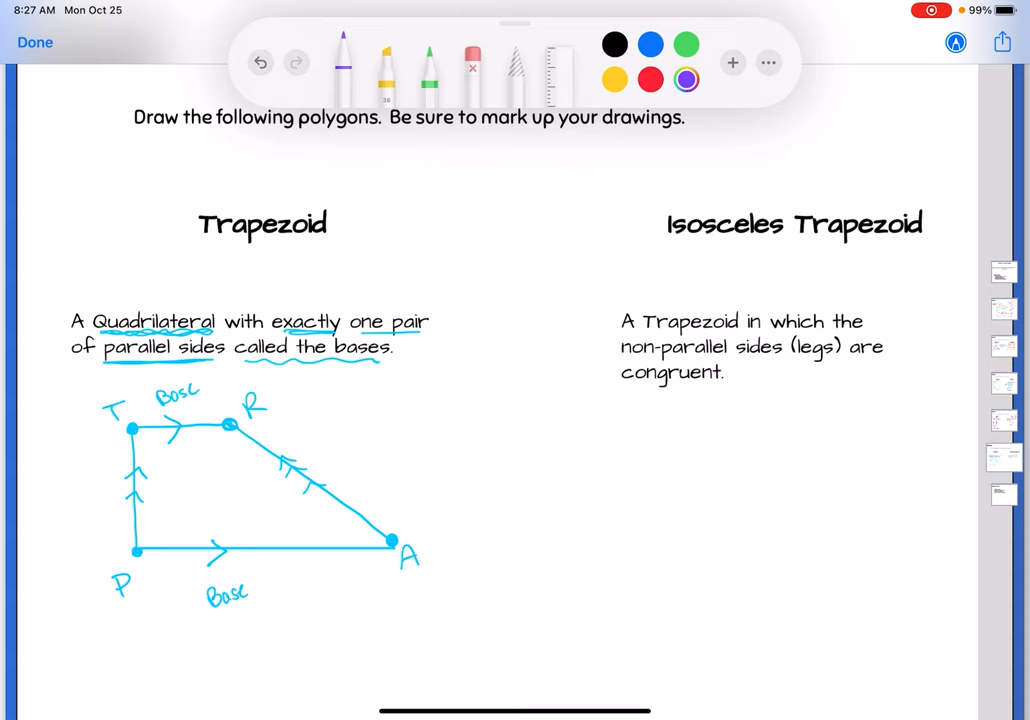 8:27 AM Mon Oct 25
99%
Done
36
Draw the following polygons. Be sure to mark up your drawings.
Trapezoid
Isosceles Trapezoid
A Quadrilateral with exactly one pair
of parallel sides called the bases.
A Trapezoid in which the
non-parallel sides (legs) are
congruent.
Base
T
R
P
A
Base